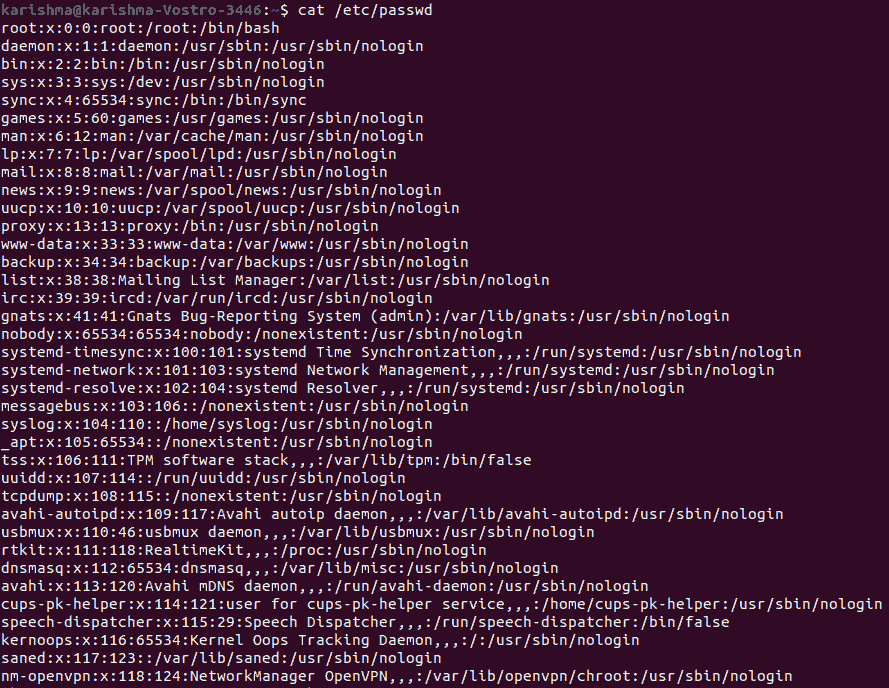 karishma@karishma-Vostro-3446:~$ cat /etc/passwd
root:x:0:0:root:/root:/bin/bash
daemon:x:1:1:daemon:/usr/sbin:/usr/sbin/nologin
bin:x:2:2:bin:/bin:/usr/sbin/nologin
sys:x:3:3:sys:/dev:/usr/sbin/nologin
sync:x:4:65534:sync:/bin:/bin/sync
games:x:5:60:games:/usr/games:/usr/sbin/nologin
man:x:6:12:man:/var/cache/man:/usr/sbin/nologin
lp:x:7:7:lp:/var/spool/lpd:/usr/sbin/nologin
mail:x:8:8:mail:/var/mail:/usr/sbin/nologin
news:x:9:9:news:/var/spool/news:/usr/sbin/nologin
uucp:x:10:10:uucp:/var/spool/uucp:/usr/sbin/nologin
proxy:x:13:13:proxy:/bin:/usr/sbin/nologin
www-data:x:33:33:www-data:/var/www:/usr/sbin/nologin
backup:x:34:34:backup:/var/backups:/usr/sbin/nologin
list:x:38:38:Mailing List Manager:/var/list:/usr/sbin/nologin
irc:x:39:39:ircd:/var/run/ircd:/usr/sbin/nologin
gnats:x:41:41:Gnats Bug-Reporting System (admin):/var/lib/gnats:/usr/sbin/nologin
nobody:x:65534:65534:nobody:/nonexistent:/usr/sbin/nologin
systemd-timesync:x:100:101:systemd Time Synchronization,,,:/run/systemd:/usr/sbin/nologin
systemd-network:x:101:103:systemd Network Management,,,:/run/systemd:/usr/sbin/nologin
systemd-resolve:x:102:104:systemd Resolver,,,:/run/systemd:/usr/sbin/nologin
messagebus:x:103:106::/nonexistent:/usr/sbin/nologin
syslog:x:104:110::/home/syslog:/usr/sbin/nologin
_apt:x:105:65534::/nonexistent:/usr/sbin/nologin
tss:x:106:111:TPM software stack,,,:/var/lib/tpm:/bin/false
uuidd:x:107:114::/run/uuidd:/usr/sbin/nologin
tcpdump:x:108:115::/nonexistent:/usr/sbin/nologin
avahi-autoipd:x:109:117:Avahi autoip daemon,,,:/var/lib/avahi-autoipd:/usr/sbin/nologin
usbmux:x:110:46:usbmux daemon,,,:/var/lib/usbmux:/usr/sbin/nologin
rtkit:x:111:118:RealtimeKit,,,:/proc:/usr/sbin/nologin
dnsmasq:x:112:65534:dnsmasq,,,:/var/lib/misc:/usr/sbin/nologin
avahi:x:113:120:Avahi mDNS daemon,,,:/run/avahi-daemon:/usr/sbin/nologin
cups-pk-helper:x:114:121:user for cups-pk-helper service,,,:/home/cups-pk-helper:/usr/sbin/nologin
speech-dispatcher:x:115:29:Speech Dispatcher,,,:/run/speech-dispatcher:/bin/false
kernoops:x:116:65534:Kernel Oops Tracking Daemon,,,:/:/usr/sbin/nologin
saned:x:117:123::/var/lib/saned:/usr/sbin/nologin
nm-openvpn:x:118:124:NetworkManager OpenVPN,,,:/var/lib/openvpn/chroot:/usr/sbin/nologin